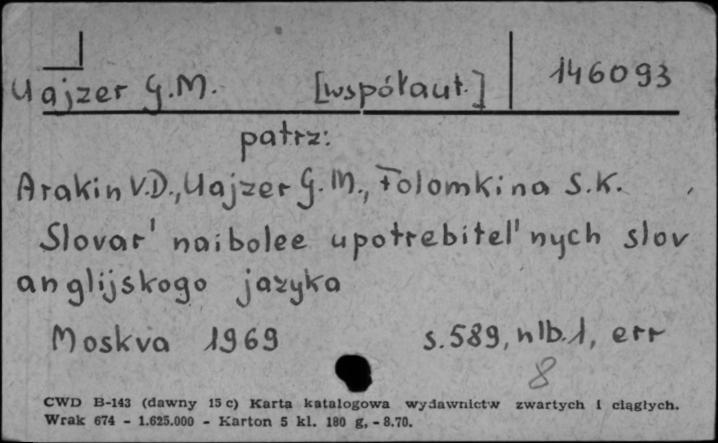 Uajzer G.M. [współaut.] 146093
patrz:
Arakin V.D., Uajzer G.M., Folomkina S.K.
Slovar' naibolee upotrebitel'nych slov
anglijskogo jazyka
Moskva 1969 s.589, nlb.1, err
8
CWD B-143 (dawny 15 c) Karta katalogowa wydawnictw zwartych i ciągłych.
Wrak 674 - 1.625.000 - Karton 5 kl. 180 g, - 8.70.